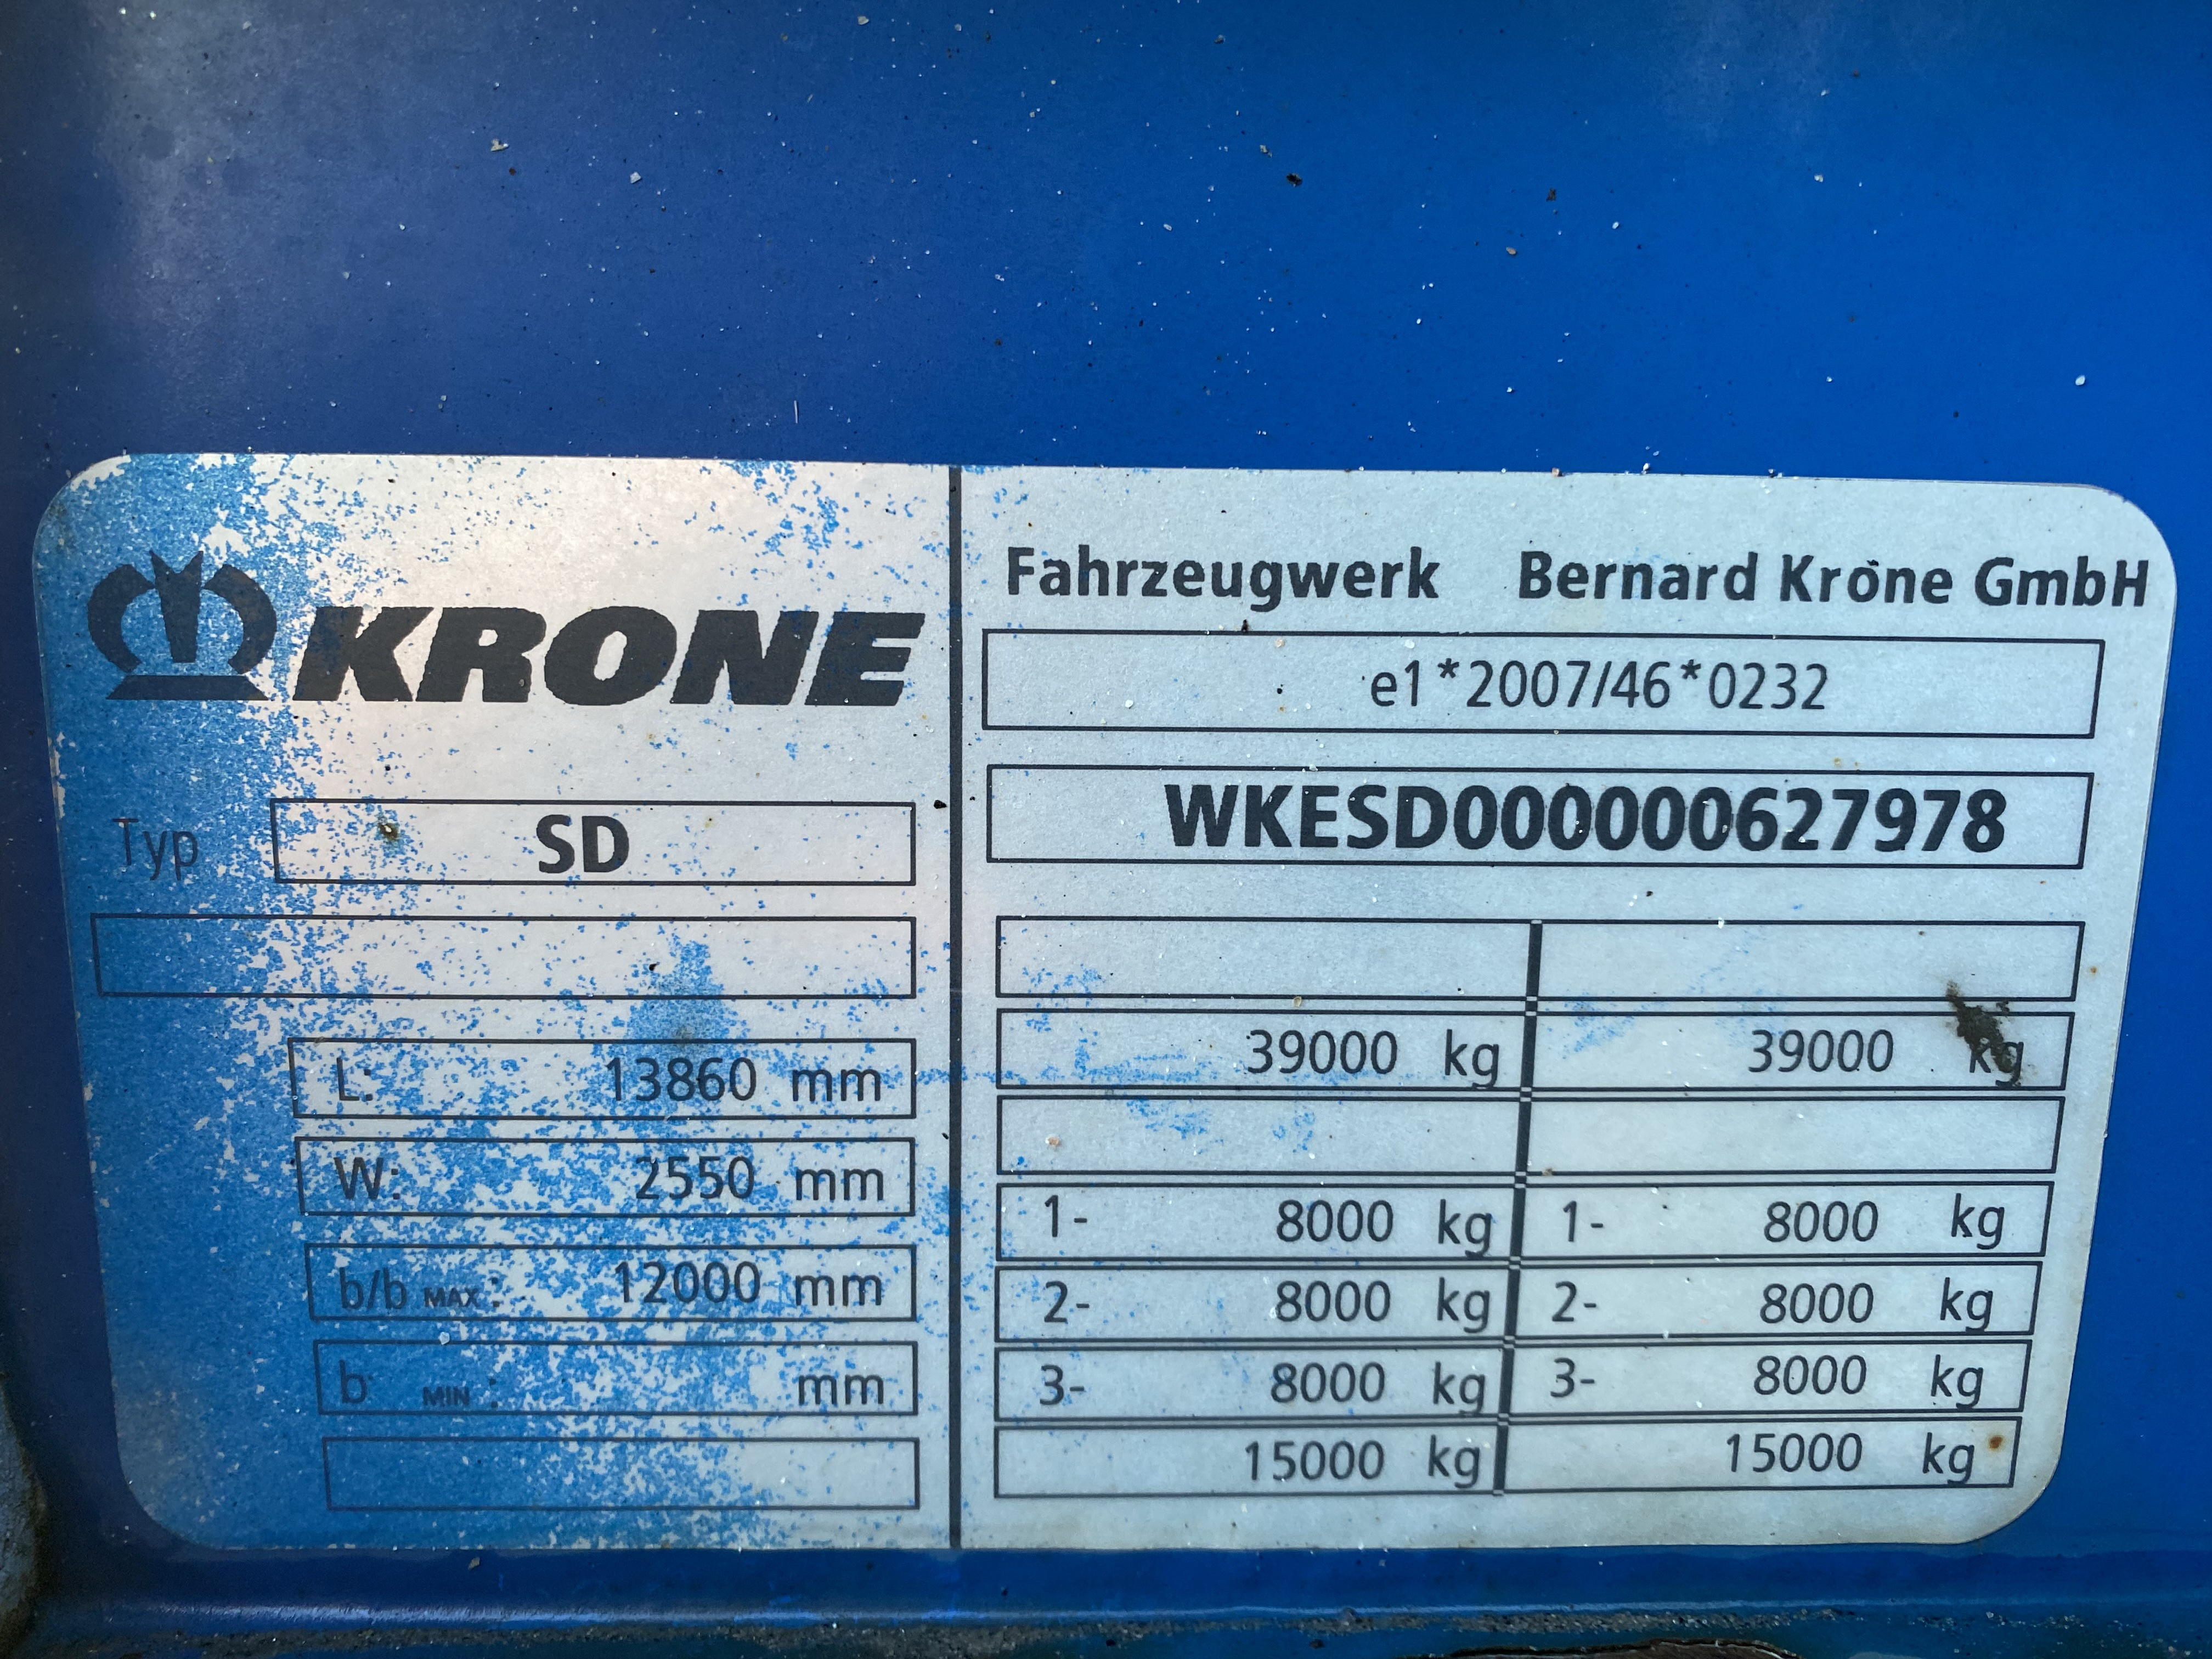 KRONE
Typ SD
L: 13860 mm
W: 2550 mm
b/b MAX : 12000 mm
b MIN : mm
Fahrzeugwerk Bernard Krone GmbH
e1*2007/46*0232
WKESD000000627978
39000 kg 39000 kg
1- 8000 kg 1- 8000 kg
2- 8000 kg 2- 8000 kg
3- 8000 kg 3- 8000 kg
15000 kg 15000 kg